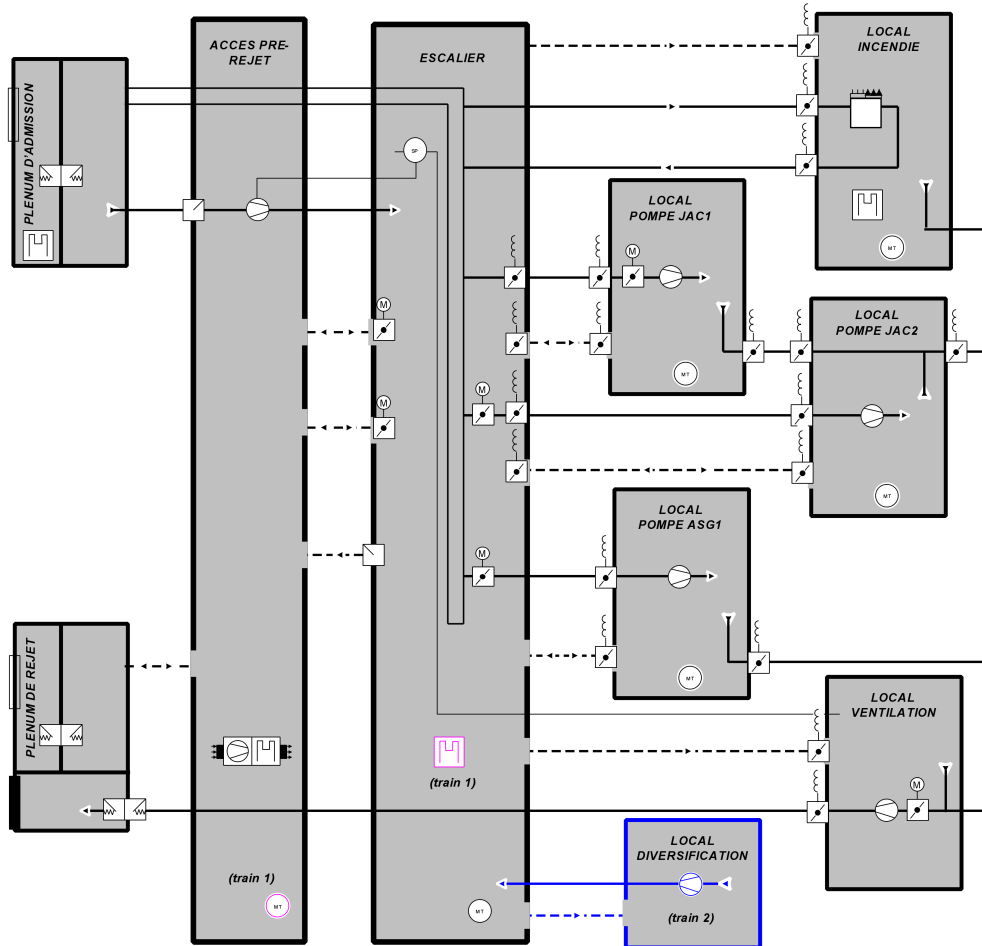 ACCES PRE-
REJET
ESCALIER
LOCAL
INCENDIE
PLENUM D'ADMISSION
SP
MT
LOCAL
POMPE JAC1
M
M
MT
LOCAL
POMPE JAC2
M
M
MT
LOCAL
POMPE ASG1
M
MT
PLENUM DE REJET
LOCAL
VENTILATION
(train 1)
M
LOCAL
DIVERSIFICATION
(train 1)
MT
MT
(train 2)